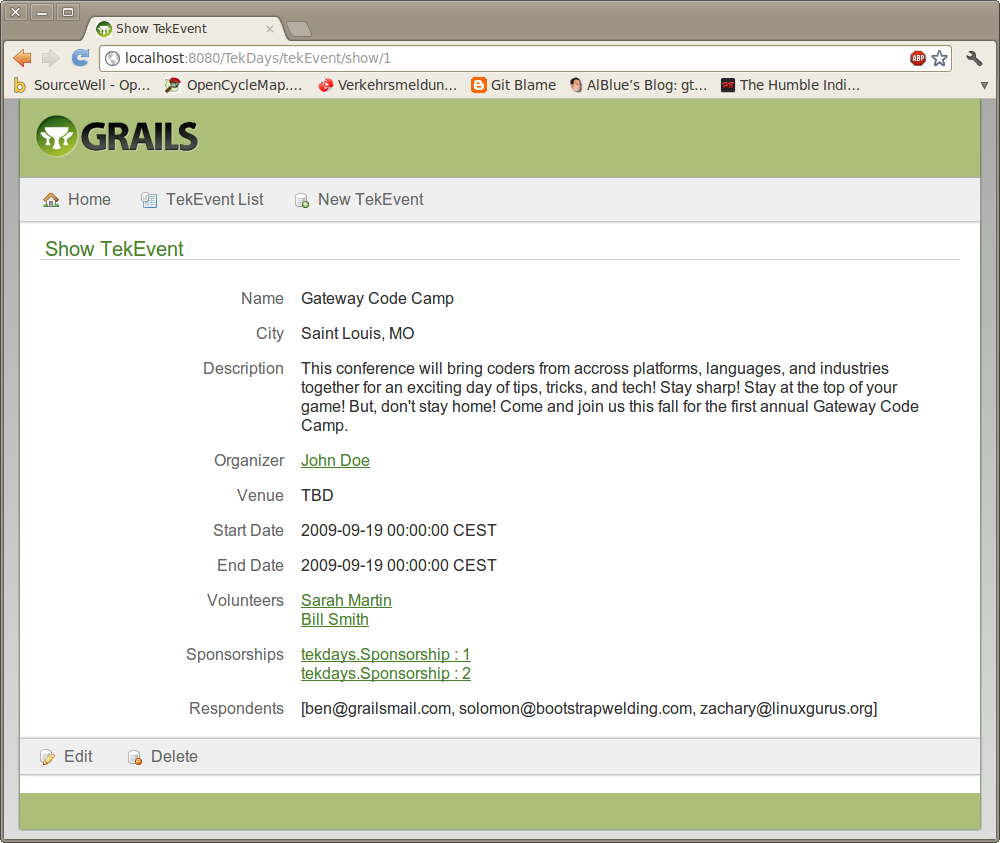 Show TekEvent
localhost:8080/TekDays/tekEvent/show/1
ABP
SourceWell - Op... OpenCycleMap.... Verkehrsmeldun... Git Blame AlBlue's Blog: gt... The Humble Indi...
GRAILS
Home TekEvent List New TekEvent
Show TekEvent
Name Gateway Code Camp
City Saint Louis, MO
Description This conference will bring coders from accross platforms, languages, and industries
together for an exciting day of tips, tricks, and tech! Stay sharp! Stay at the top of your
game! But, don't stay home! Come and join us this fall for the first annual Gateway Code
Camp.
Organizer John Doe
Venue TBD
Start Date 2009-09-19 00:00:00 CEST
End Date 2009-09-19 00:00:00 CEST
Volunteers Sarah Martin
Bill Smith
Sponsorships tekdays.Sponsorship : 1
tekdays.Sponsorship : 2
Respondents [ben@grailsmail.com, solomon@bootstrapwelding.com, zachary@linuxgurus.org]
Edit Delete